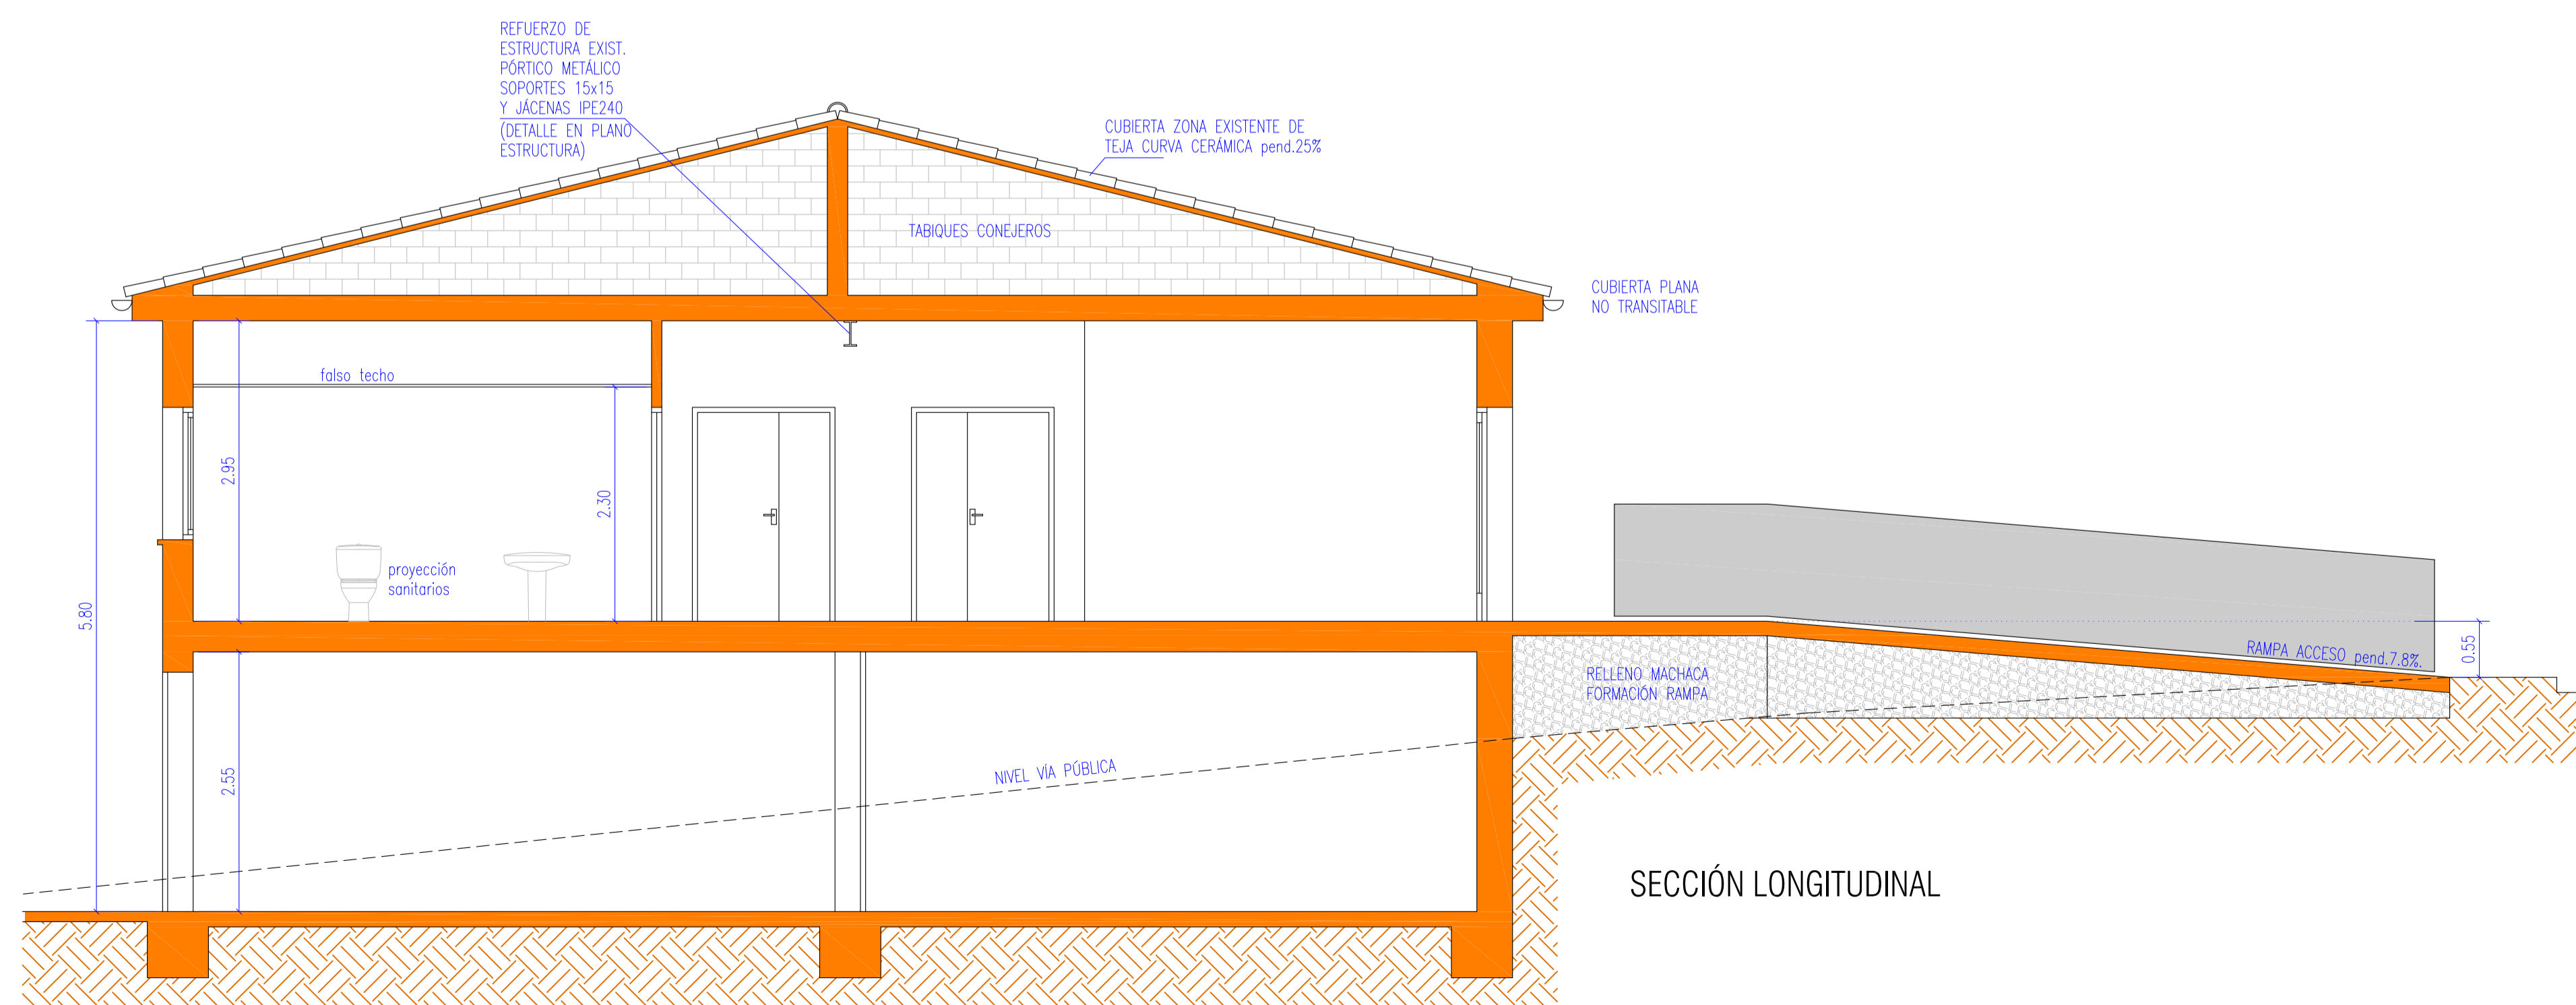 REFUERZO DE
ESTRUCTURA EXIST.
PÓRTICO METÁLICO
SOPORTES 15x15
Y JÁCENAS IPE240
(DETALLE EN PLANO
ESTRUCTURA)
CUBIERTA ZONA EXISTENTE DE
TEJA CURVA CERÁMICA pend.25%
TABIQUES CONEJEROS
CUBIERTA PLANA
NO TRANSITABLE
falso techo
2.95
2.30
proyección
sanitarios
5.80
0.55
RAMPA ACCESO pend.7.8%.
RELLENO MACHACA
FORMACIÓN RAMPA
NIVEL VÍA PÚBLICA
2.55
SECCIÓN LONGITUDINAL